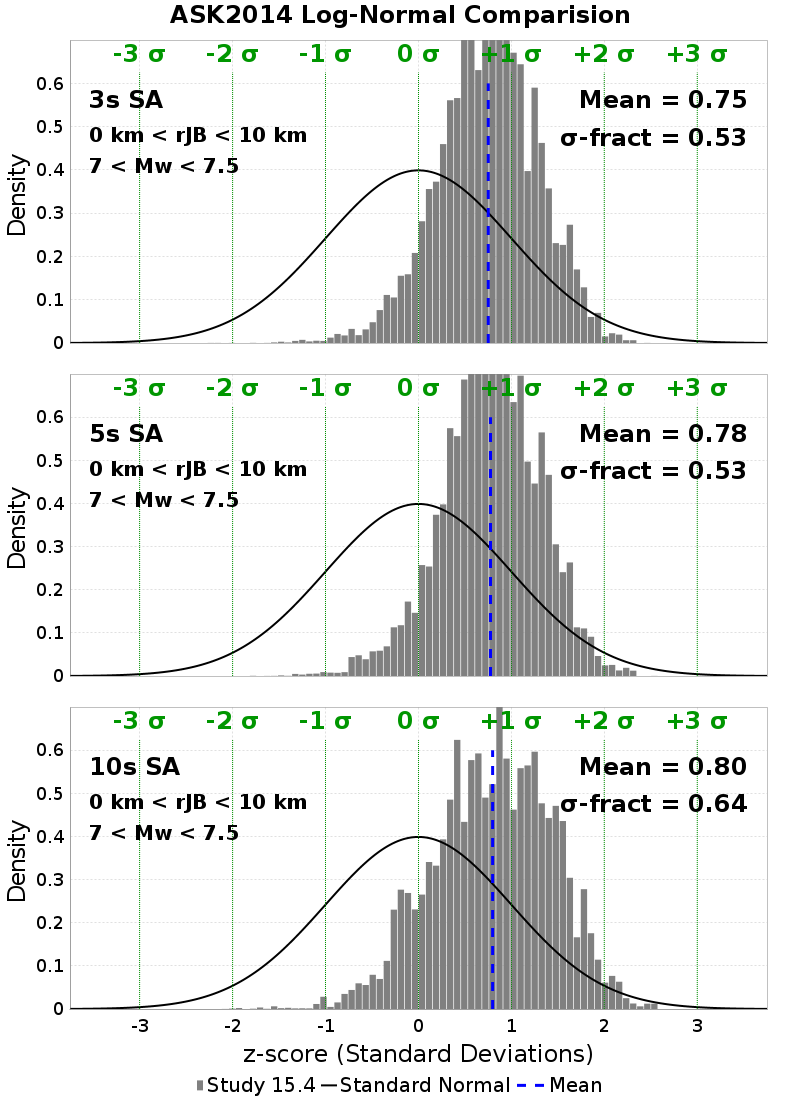 ASK2014 Log-Normal Comparision
-3 σ -2 σ -1 σ 0 σ +1 σ +2 σ +3 σ
3s SA
0 km < rJB < 10 km
7 < Mw < 7.5
Mean = 0.75
σ-fract = 0.53
Density
0.6
0.5
0.4
0.3
0.2
0.1
0
-3 σ -2 σ -1 σ 0 σ +1 σ +2 σ +3 σ
5s SA
0 km < rJB < 10 km
7 < Mw < 7.5
Mean = 0.78
σ-fract = 0.53
Density
0.6
0.5
0.4
0.3
0.2
0.1
0
-3 σ -2 σ -1 σ 0 σ +1 σ +2 σ +3 σ
10s SA
0 km < rJB < 10 km
7 < Mw < 7.5
Mean = 0.80
σ-fract = 0.64
Density
0.6
0.5
0.4
0.3
0.2
0.1
0
-3 -2 -1 0 1 2 3
z-score (Standard Deviations)
Study 15.4 Standard Normal Mean